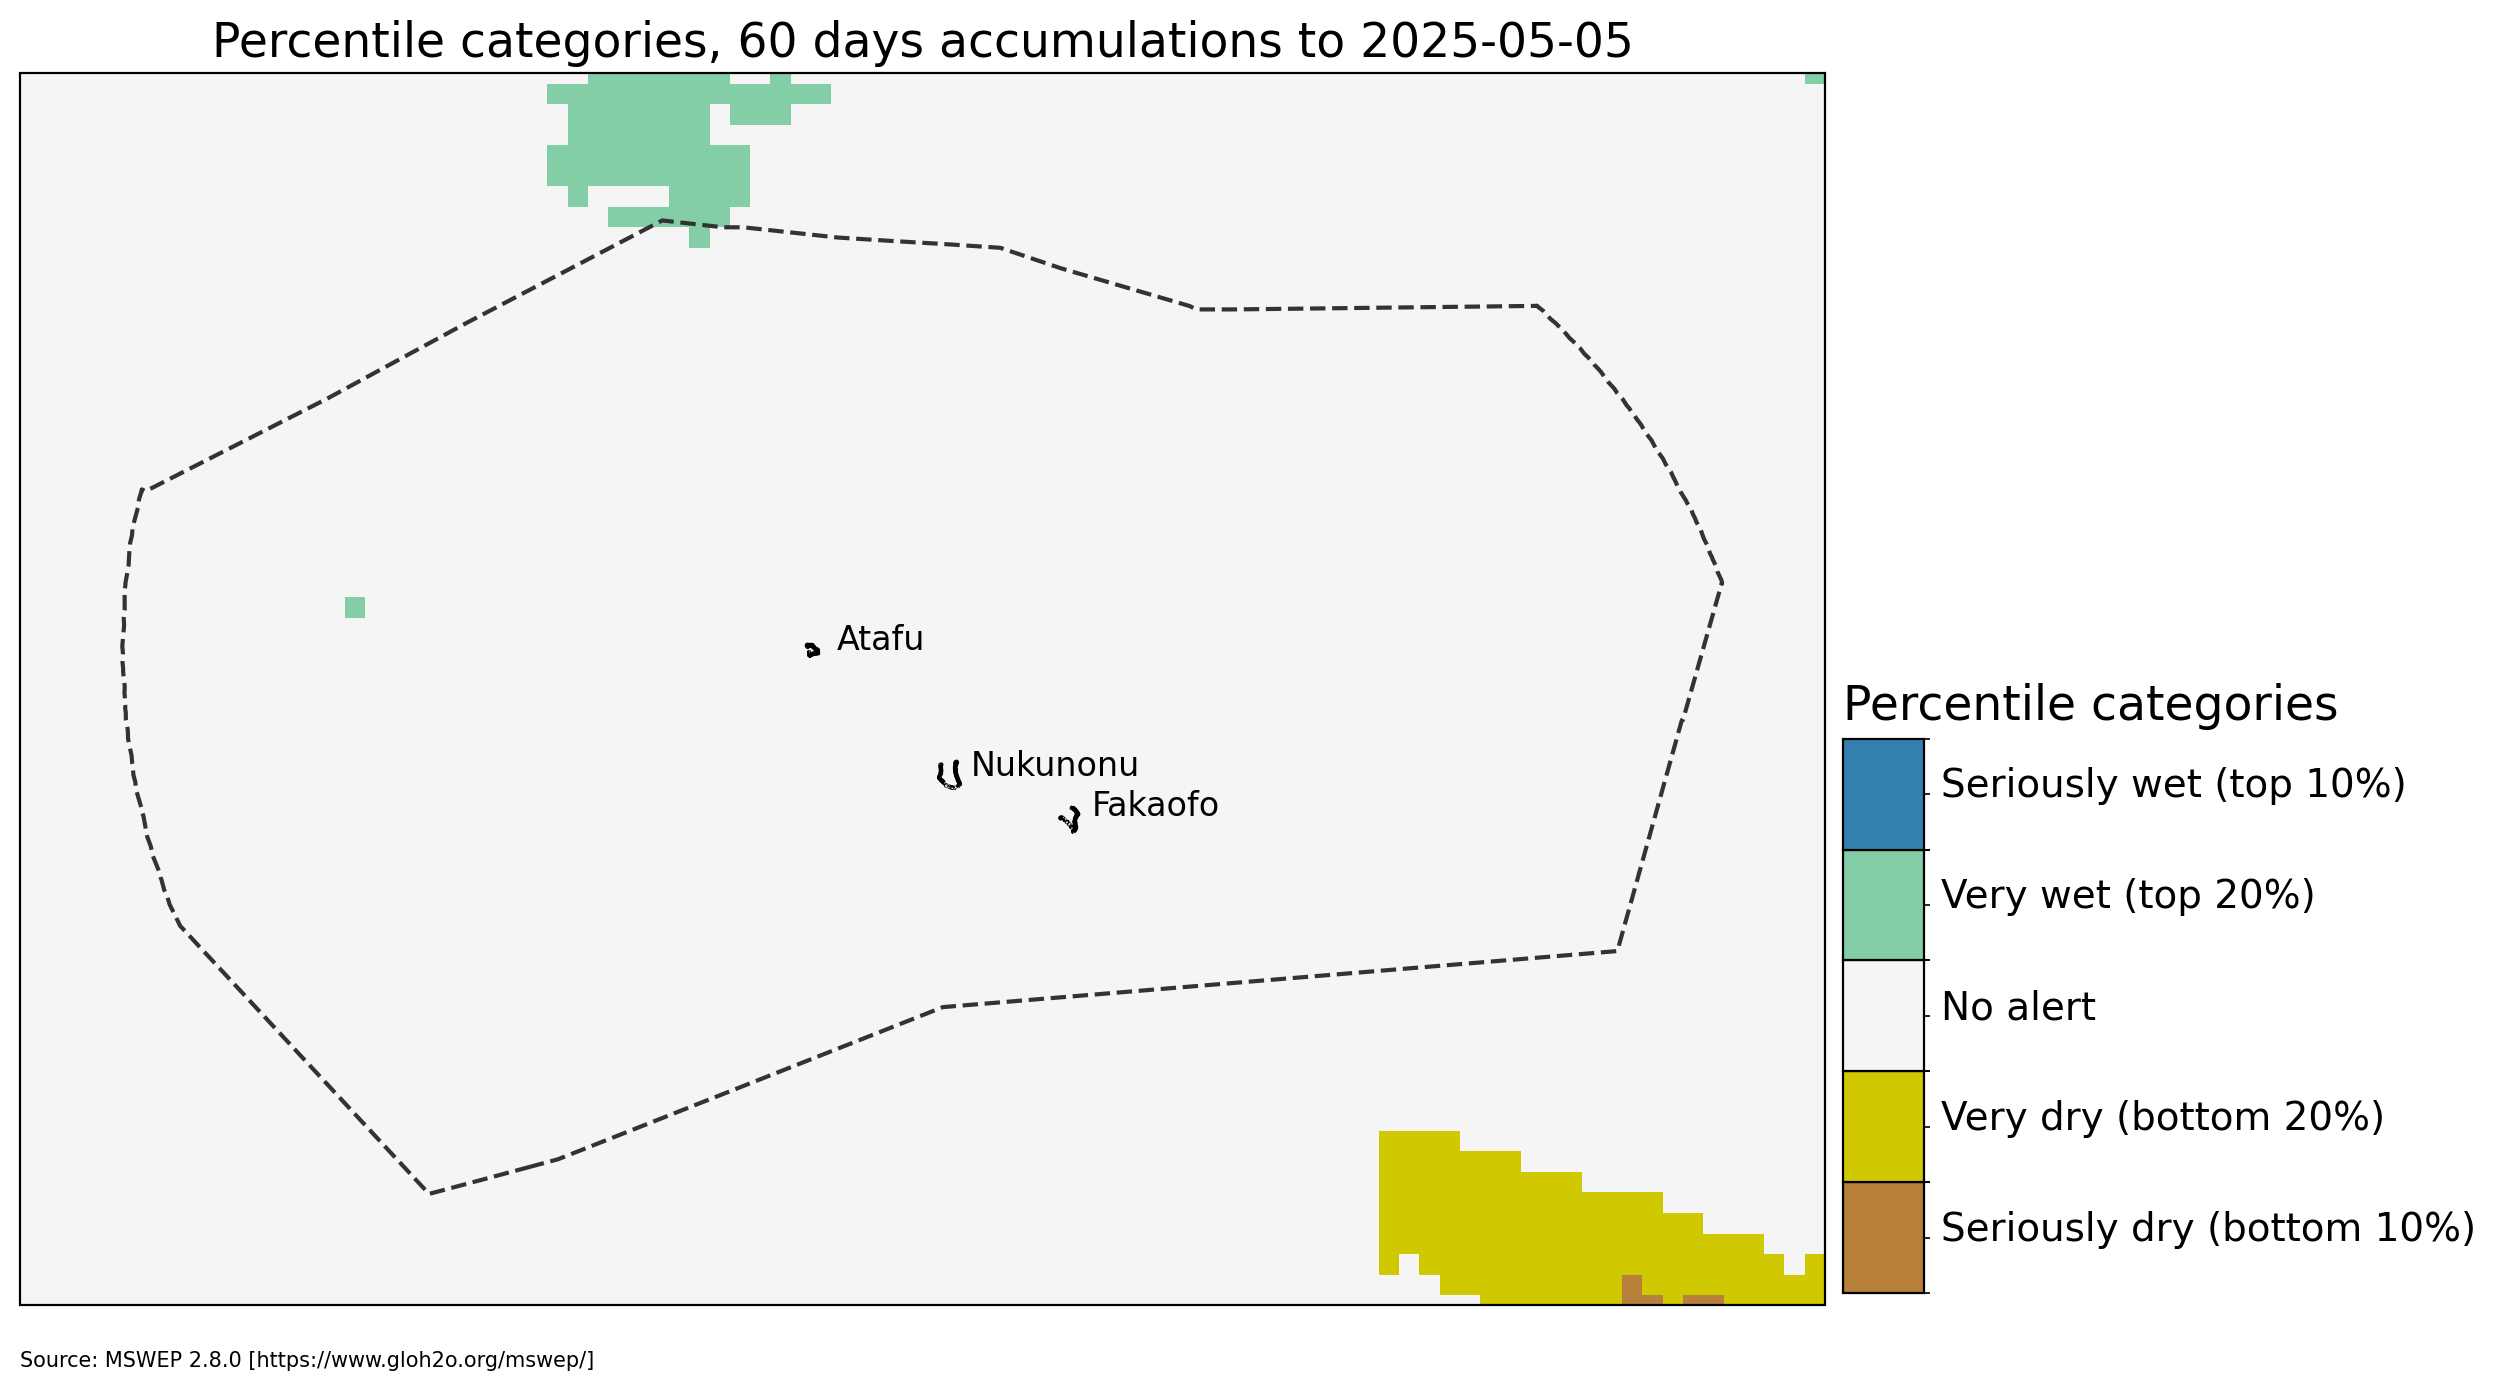 Percentile categories, 60 days accumulations to 2025-05-05
Atafu
Nukunonu
Fakaofo
Percentile categories
Seriously wet (top 10%)
Very wet (top 20%)
No alert
Very dry (bottom 20%)
Seriously dry (bottom 10%)
Source: MSWEP 2.8.0 [https://www.gloh2o.org/mswep/]